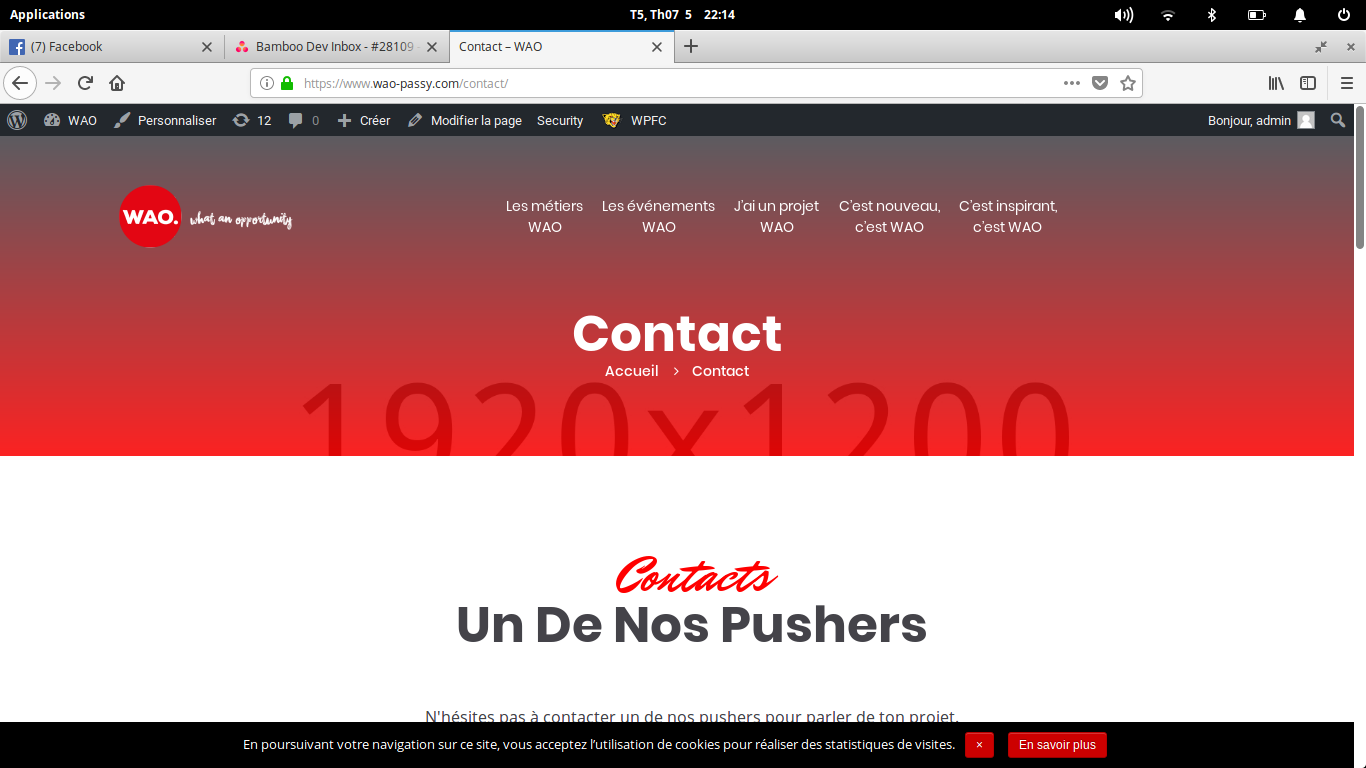 Applications
T5, Th07 5 22:14
(7) Facebook
Bamboo Dev Inbox - #28109
Contact – WAO
https://www.wao-passy.com/contact/
WAO
Personnaliser
12
0
Créer
Modifier la page
Security
WPFC
Bonjour, admin
WAO. what an opportunity
Les métiers
WAO
Les événements
WAO
J'ai un projet
WAO
C'est nouveau,
c'est WAO
C'est inspirant,
c'est WAO
Contact
Accueil > Contact
1920x1200
Contacts
Un De Nos Pushers
N'hésites pas à contacter un de nos pushers pour parler de ton projet.
En poursuivant votre navigation sur ce site, vous acceptez l’utilisation de cookies pour réaliser des statistiques de visites.
×
En savoir plus